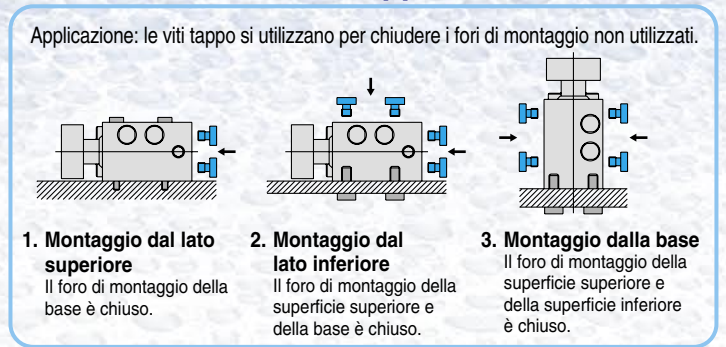 Applicazione: le viti tappo si utilizzano per chiudere i fori di montaggio non utilizzati.
1. Montaggio dal lato
superiore
Il foro di montaggio della
base è chiuso.
2. Montaggio dal
lato inferiore
Il foro di montaggio della
superficie superiore e
della base è chiuso.
3. Montaggio dalla base
Il foro di montaggio della
superficie superiore e
della superficie inferiore
è chiuso.